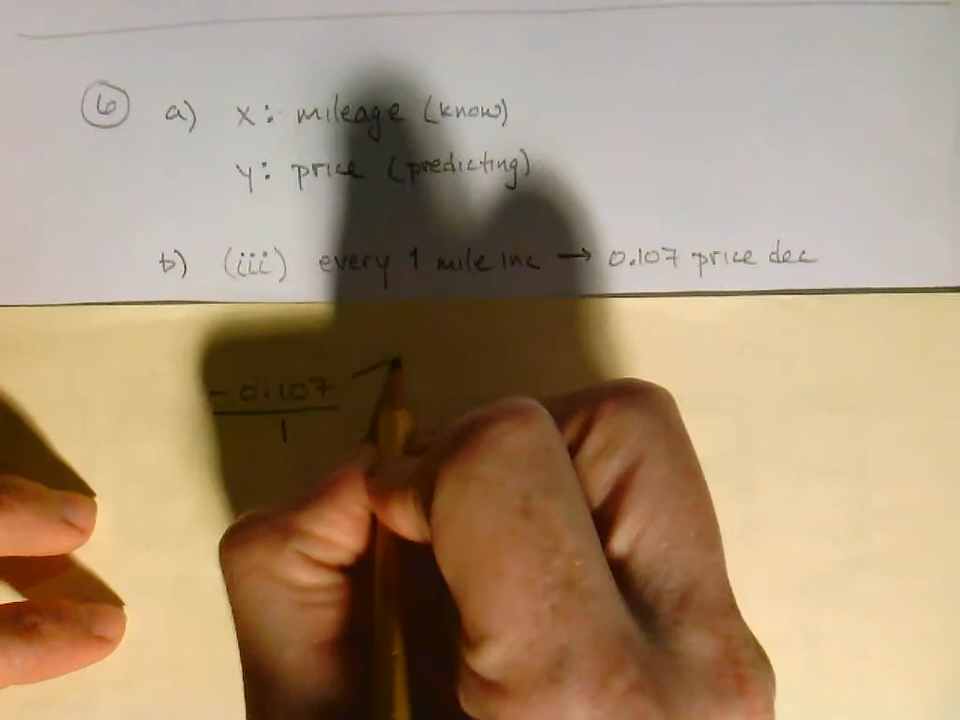 6 a) x: mileage (know)
y: price (predicting)
b) (iii) every 1 mile inc → 0.107 price dec
-0.107
1